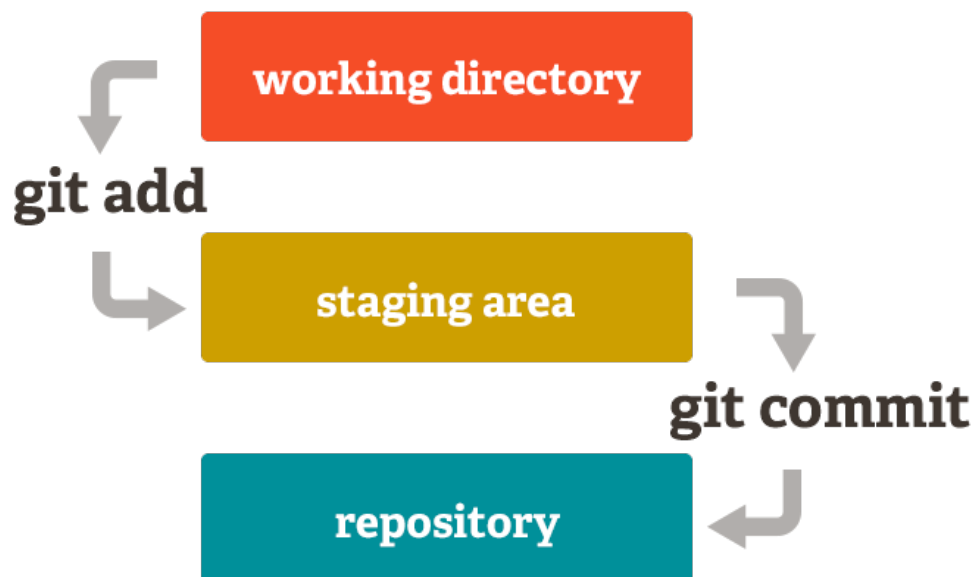 working directory
git add
staging area
git commit
repository